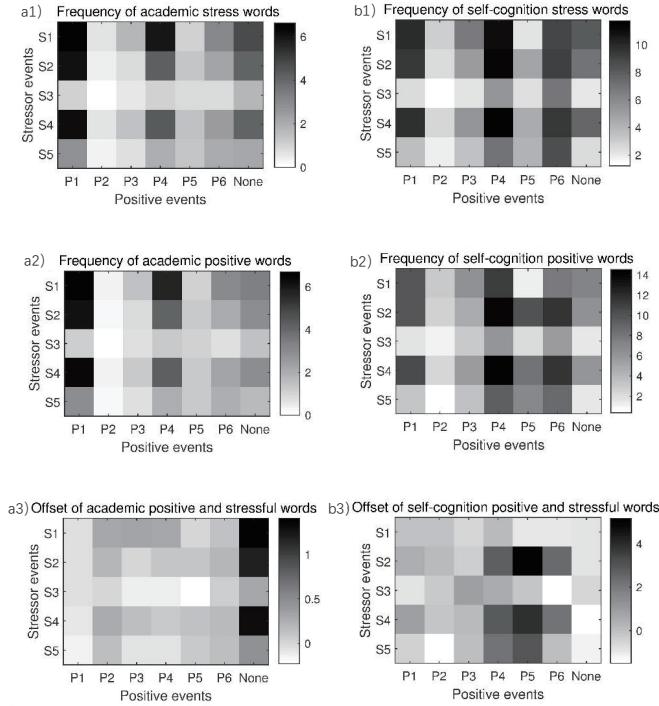 a1) Frequency of academic stress words
S1
S2
S3
S4
S5
Stressor events
P1 P2 P3 P4 P5 P6 None
Positive events
6
4
2
0
b1) Frequency of self-cognition stress words
S1
S2
S3
S4
S5
Stressor events
P1 P2 P3 P4 P5 P6 None
Positive events
10
8
6
4
2
a2) Frequency of academic positive words
S1
S2
S3
S4
S5
Stressor events
P1 P2 P3 P4 P5 P6 None
Positive events
6
4
2
0
b2) Frequency of self-cognition positive words
S1
S2
S3
S4
S5
Stressor events
P1 P2 P3 P4 P5 P6 None
Positive events
14
12
10
8
6
4
2
a3) Offset of academic positive and stressful words
S1
S2
S3
S4
S5
Stressor events
P1 P2 P3 P4 P5 P6 None
Positive events
1
0.5
0
b3) Offset of self-cognition positive and stressful words
S1
S2
S3
S4
S5
Stressor events
P1 P2 P3 P4 P5 P6 None
Positive events
4
2
0